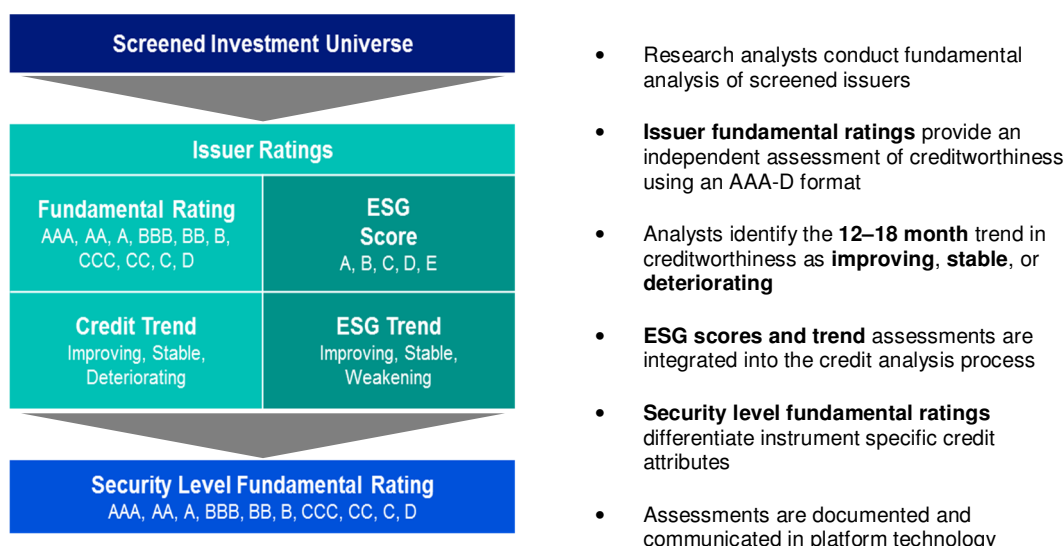 Screened Investment Universe
Issuer Ratings
Fundamental Rating
AAA, AA, A, BBB, BB, B,
CCC, CC, C, D
ESG
Score
A, B, C, D, E
Credit Trend
Improving, Stable,
Deteriorating
ESG Trend
Improving, Stable,
Weakening
Security Level Fundamental Rating
AAA, AA, A, BBB, BB, B, CCC, CC, C, D
• Research analysts conduct fundamental
analysis of screened issuers
• Issuer fundamental ratings provide an
independent assessment of creditworthiness
using an AAA-D format
• Analysts identify the 12–18 month trend in
creditworthiness as improving, stable, or
deteriorating
• ESG scores and trend assessments are
integrated into the credit analysis process
• Security level fundamental ratings
differentiate instrument specific credit
attributes
• Assessments are documented and
communicated in platform technology